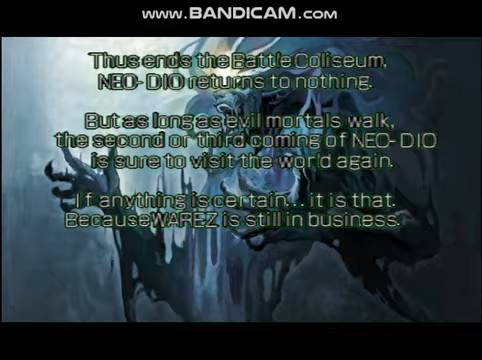 www.BANDICAM.com
Thus ends the Battle Coliseum,
NEO-DIO returns to nothing.
But as long as evil mortals walk,
the second or third coming of NEO-DIO
is sure to visit the world again.
If anything is certain... it is that.
Because WAREZ is still in business.